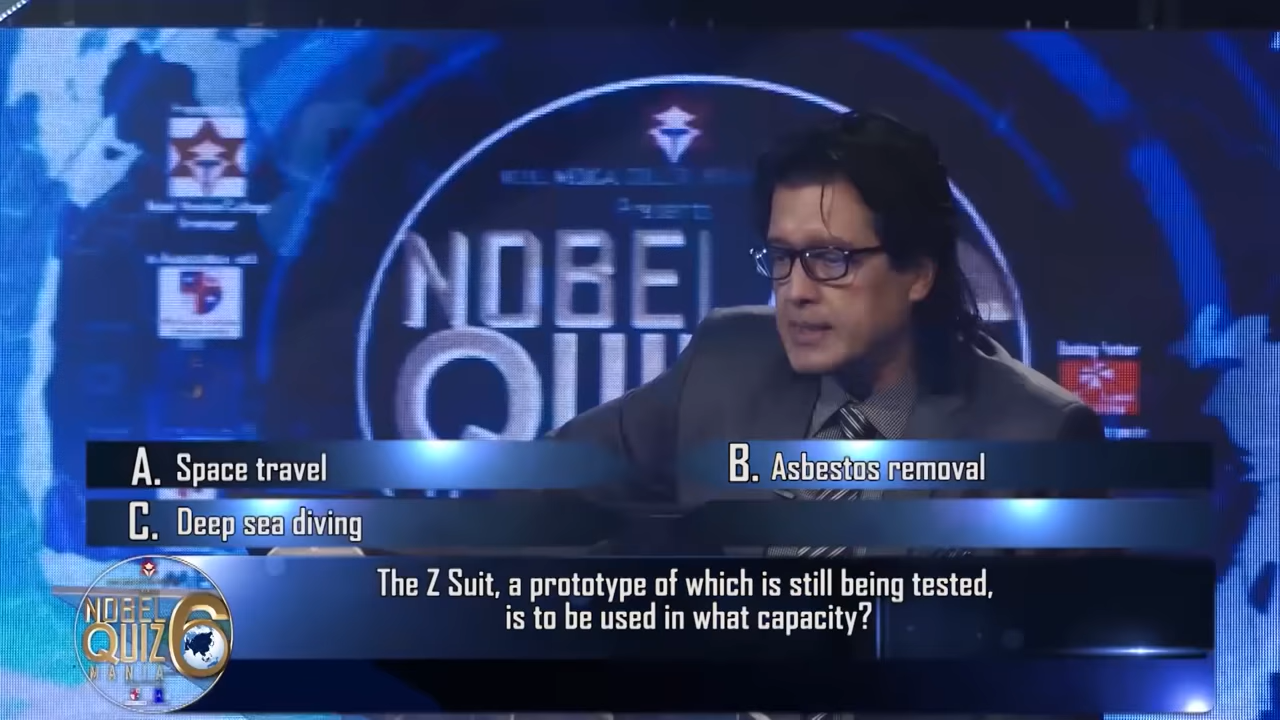 Presents
NOBEL
QUI
A. Space travel
B. Asbestos removal
C. Deep sea diving
The Z Suit, a prototype of which is still being tested,
is to be used in what capacity?
NOBEL
QUIZ 6
MANIA